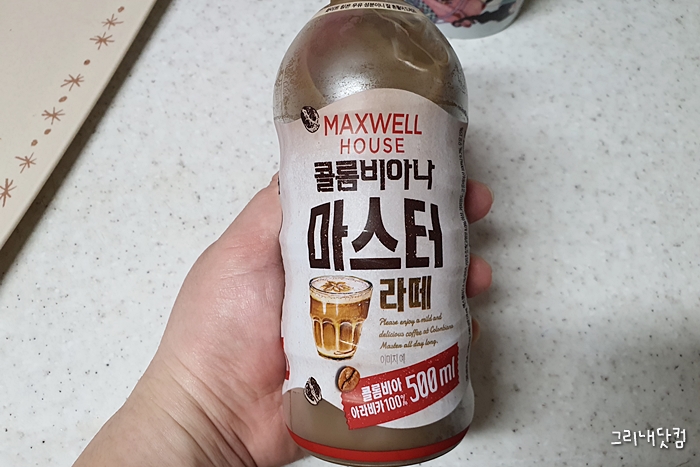 MAXWELL
HOUSE
콜롬비아나
마스터
라떼
Please enjoy a mild and
delicious coffee at Colombiana
Master all day long.
이미지 예
콜롬비아
아라비카100%
500 ml
그리내닷컴